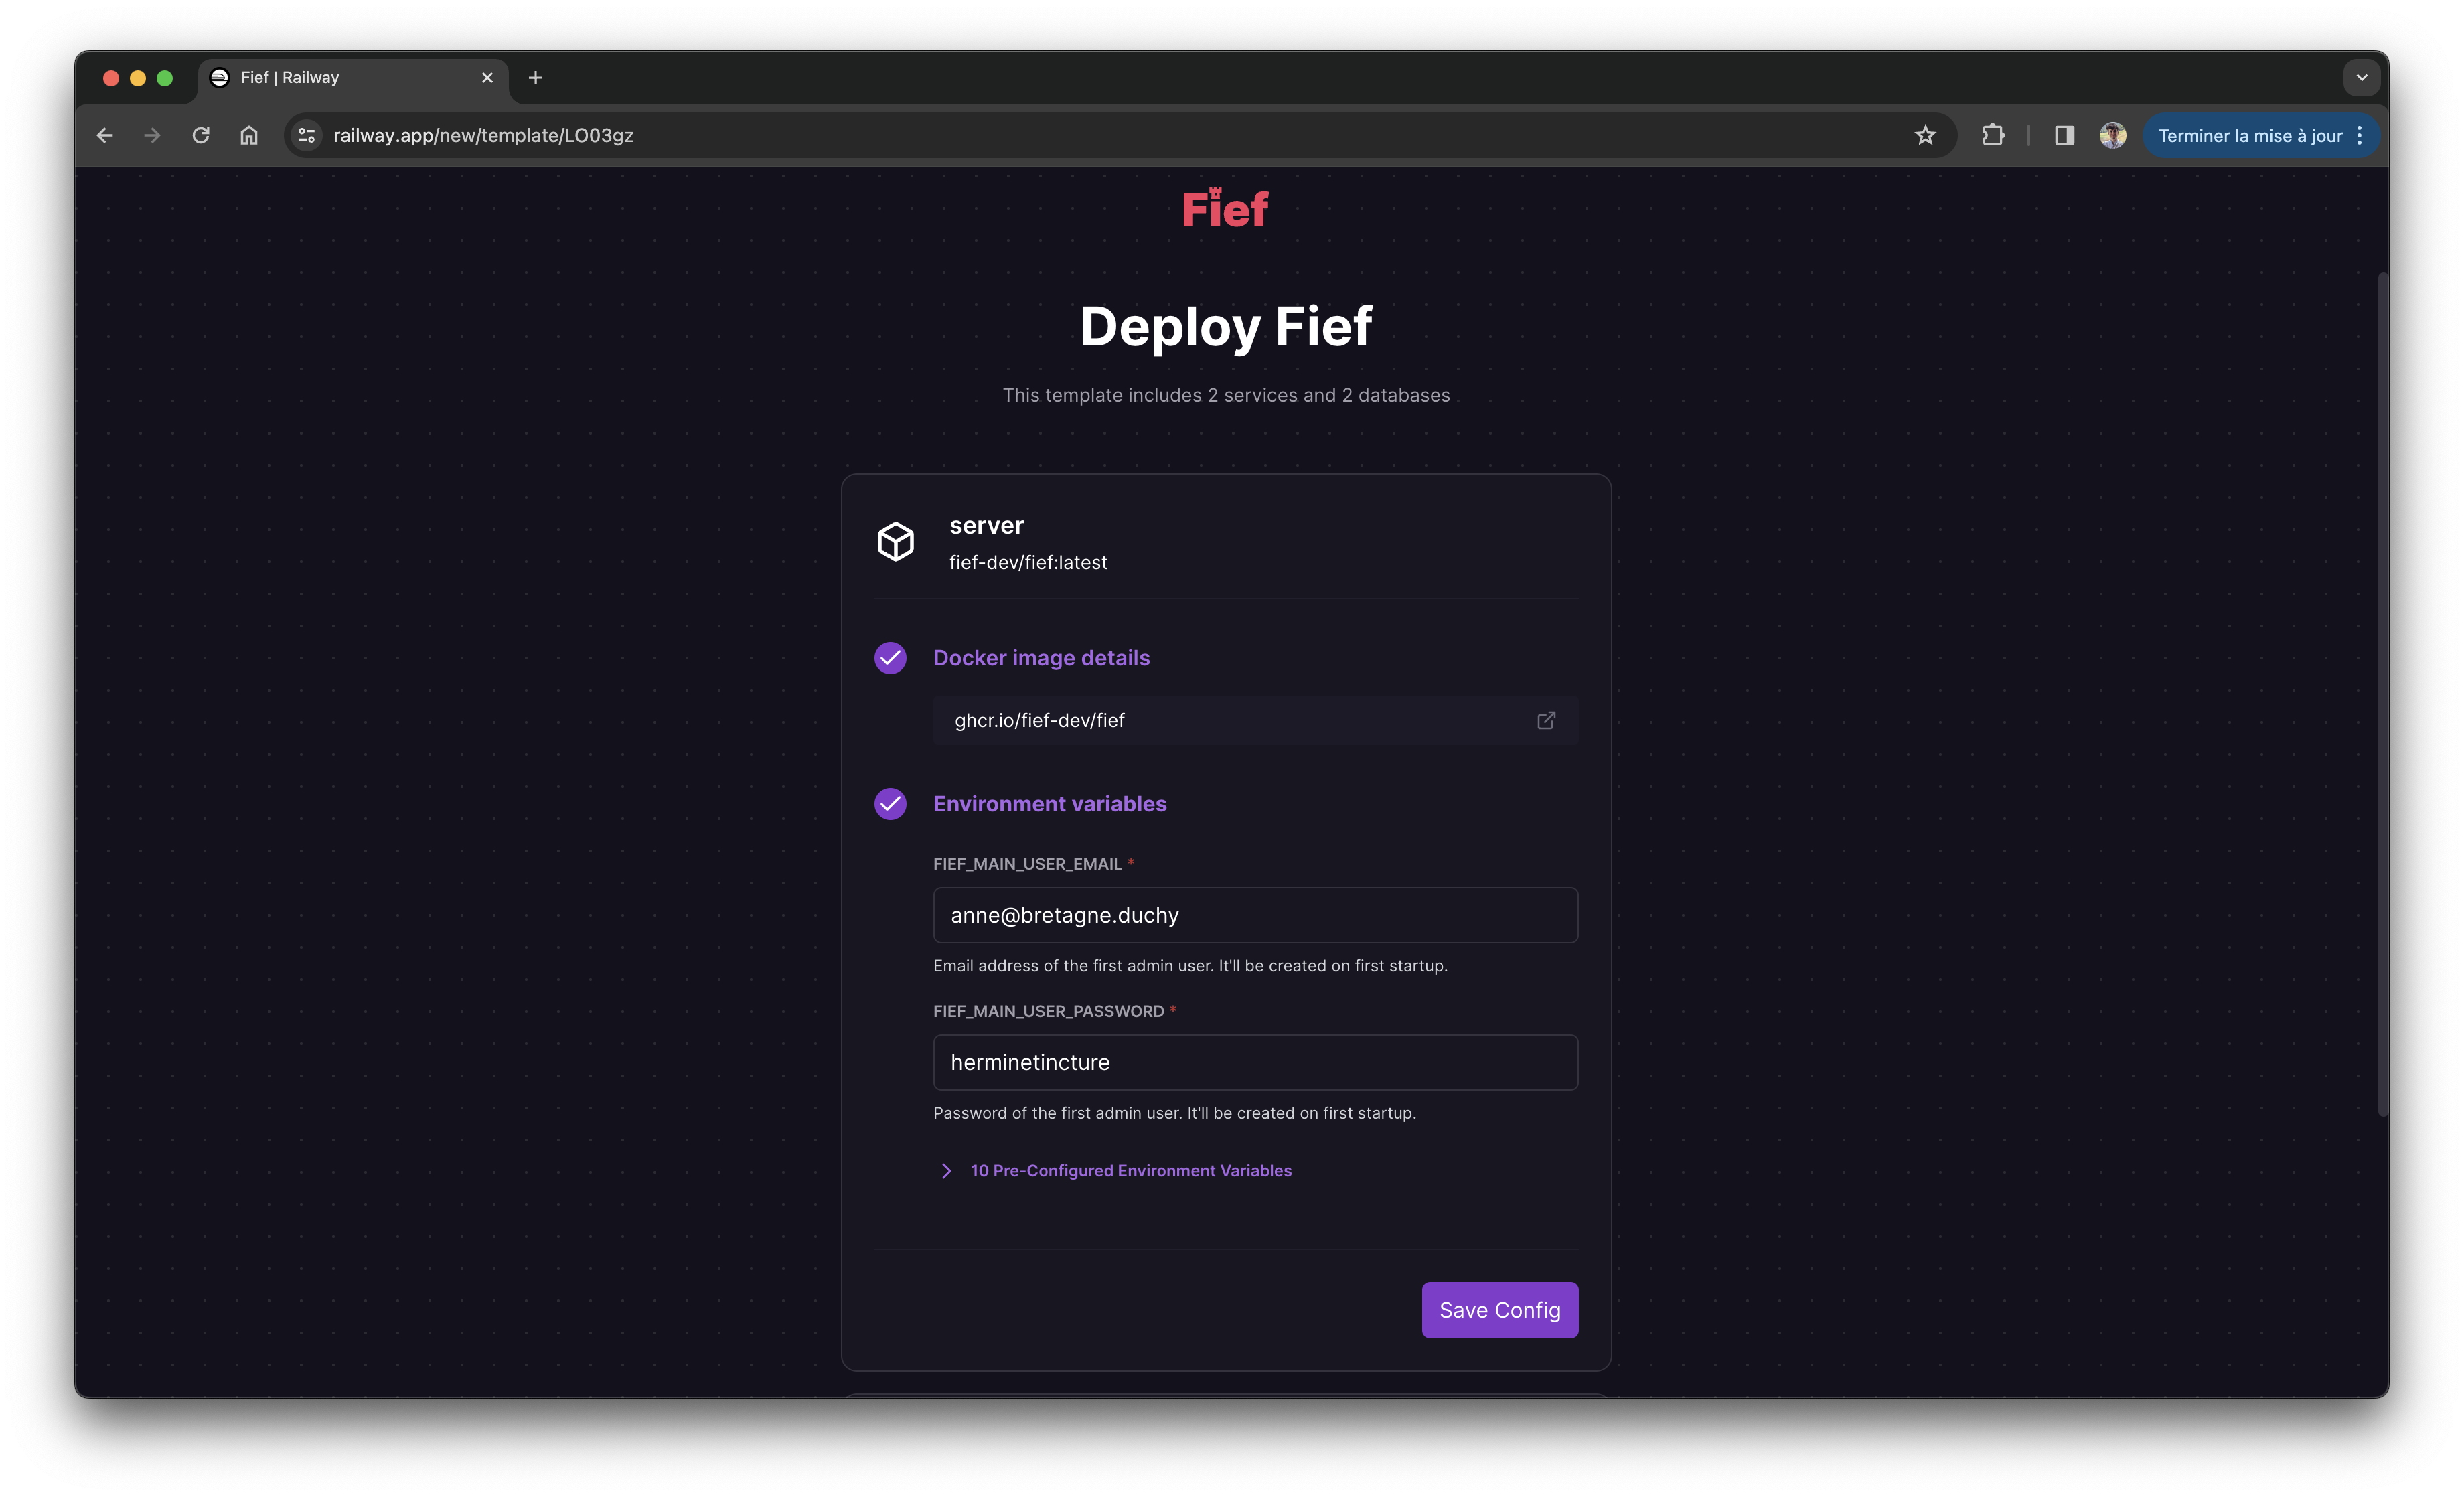 Fief | Railway
railway.app/new/template/LO03gz
Terminer la mise à jour
Fief
Deploy Fief
This template includes 2 services and 2 databases
server
fief-dev/fief:latest
Docker image details
ghcr.io/fief-dev/fief
Environment variables
FIEF_MAIN_USER_EMAIL *
anne@bretagne.duchy
Email address of the first admin user. It'll be created on first startup.
FIEF_MAIN_USER_PASSWORD *
herminetincture
Password of the first admin user. It'll be created on first startup.
10 Pre-Configured Environment Variables
Save Config